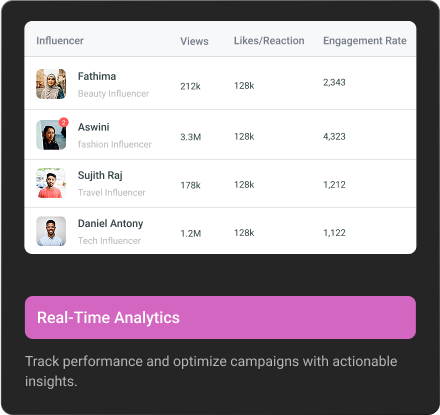 Influencer Views Likes/Reaction Engagement Rate
Fathima
Beauty Influencer
212k 128k 2,343
2
Aswini
fashion Influencer
3.3M 128k 4,323
Sujith Raj
Travel Influencer
178k 128k 1,212
Daniel Antony
Tech Influencer
1.2M 128k 1,122
Real-Time Analytics
Track performance and optimize campaigns with actionable
insights.